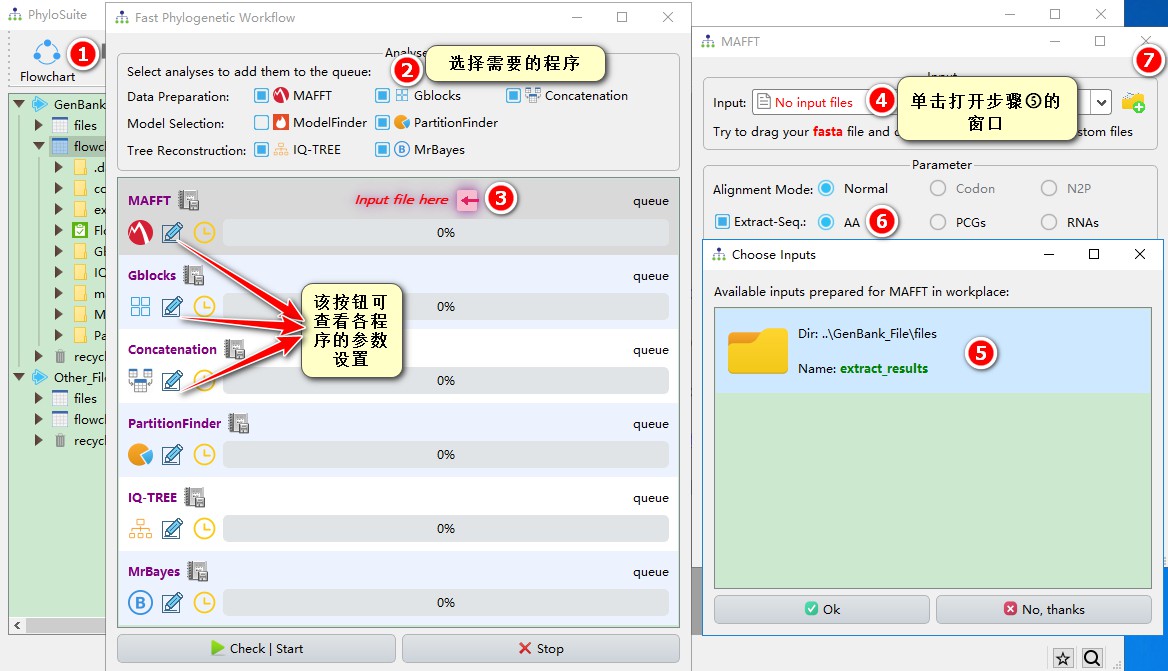 PhyloSuite
Flowchart
1
GenBank
files
flowch
.d
co
ex
Fl
Gl
IQ
m
M
Pa
recycl
Other_File
files
flowch
recycl
Fast Phylogenetic Workflow
Analyse
Select analyses to add them to the queue:
2
选择需要的程序
Data Preparation:
MAFFT
Gblocks
Concatenation
Model Selection:
ModelFinder
PartitionFinder
Tree Reconstruction:
IQ-TREE
MrBayes
MAFFT
Input file here
3
queue
0%
Gblocks
queue
0%
该按钮可
查看各程
序的参数
设置
Concatenation
queue
0%
PartitionFinder
queue
0%
IQ-TREE
queue
0%
MrBayes
queue
0%
Check | Start
Stop
MAFFT
7
Input
Input:
No input files
4
单击打开步骤⑤的
窗口
Try to drag your fasta file and
stom files
Parameter
Alignment Mode:
Normal
Codon
N2P
Extract-Seq.:
AA
6
PCGs
RNAs
Choose Inputs
Available inputs prepared for MAFFT in workplace:
Dir: ..\GenBank_File\files
Name: extract_results
5
Ok
No, thanks